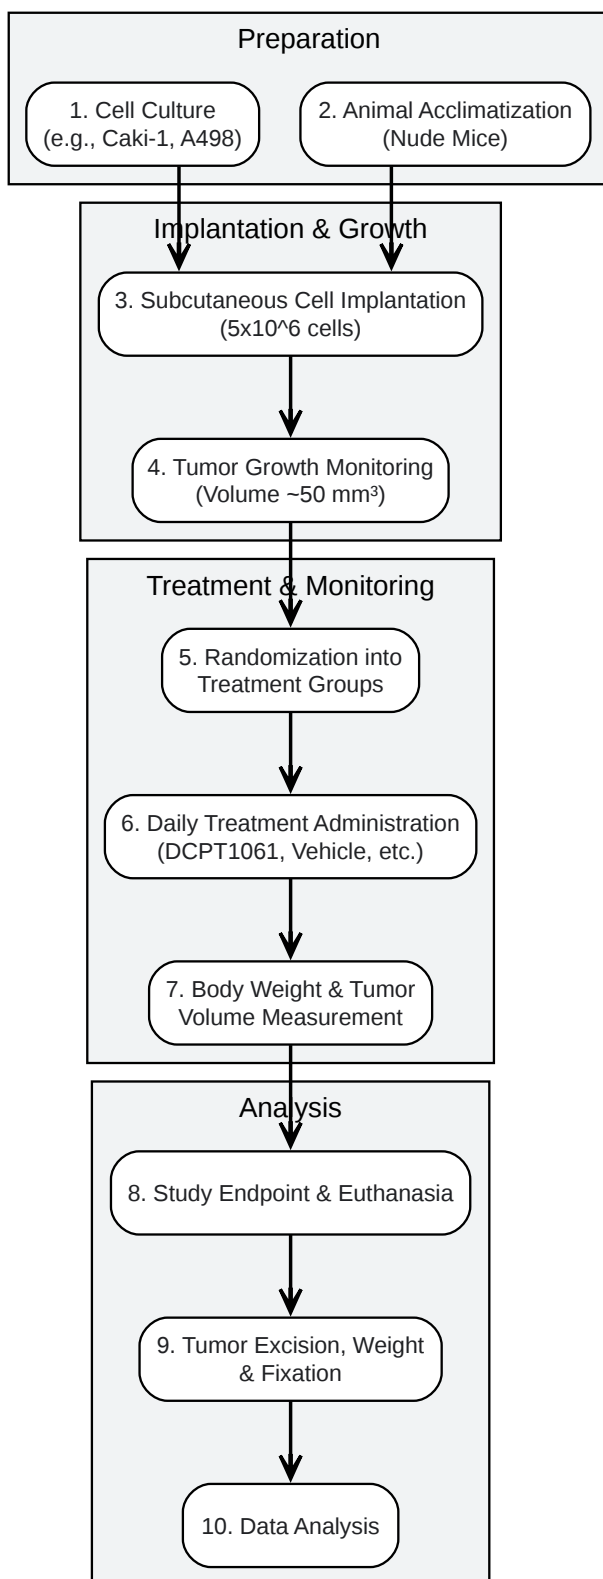 Preparation
1. Cell Culture
(e.g., Caki-1, A498)
2. Animal Acclimatization
(Nude Mice)
Implantation & Growth
3. Subcutaneous Cell Implantation
(5x10^6 cells)
4. Tumor Growth Monitoring
(Volume ~50 mm³)
Treatment & Monitoring
5. Randomization into
Treatment Groups
6. Daily Treatment Administration
(DCPT1061, Vehicle, etc.)
7. Body Weight & Tumor
Volume Measurement
Analysis
8. Study Endpoint & Euthanasia
9. Tumor Excision, Weight
& Fixation
10. Data Analysis